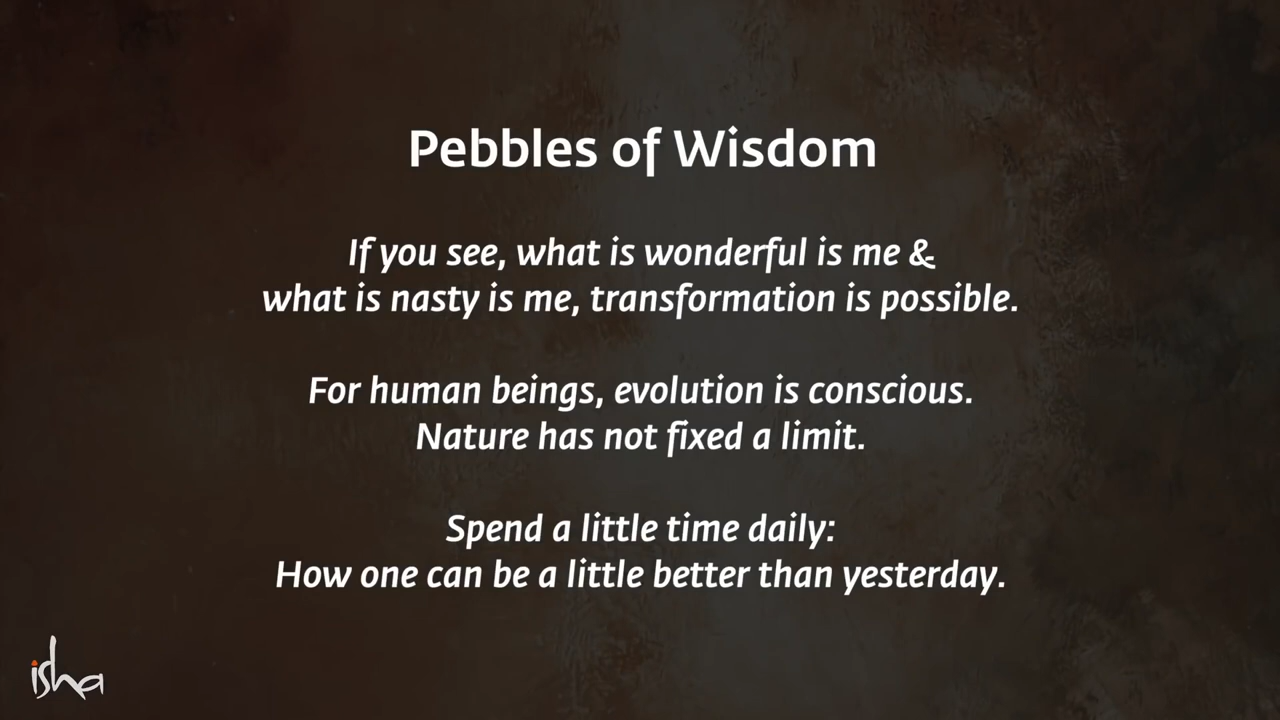 Pebbles of Wisdom
If you see, what is wonderful is me &
what is nasty is me, transformation is possible.
For human beings, evolution is conscious.
Nature has not fixed a limit.
Spend a little time daily:
How one can be a little better than yesterday.
isha